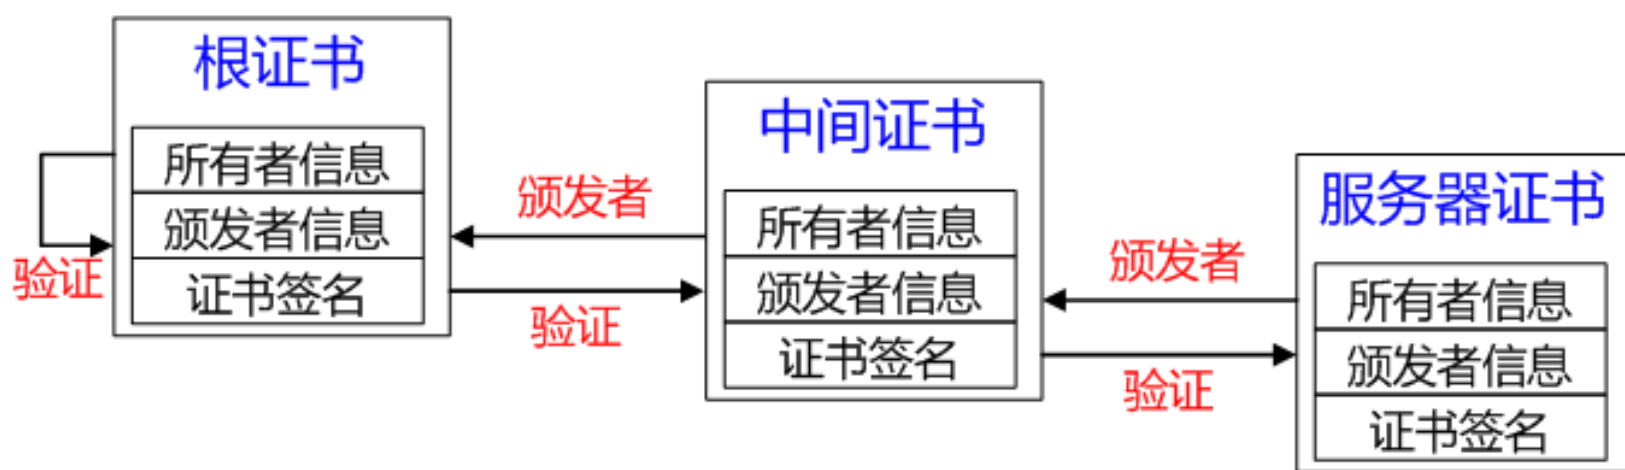 根证书
所有者信息
颁发者信息
证书签名
验证
颁发者
验证
中间证书
所有者信息
颁发者信息
证书签名
颁发者
验证
服务器证书
所有者信息
颁发者信息
证书签名